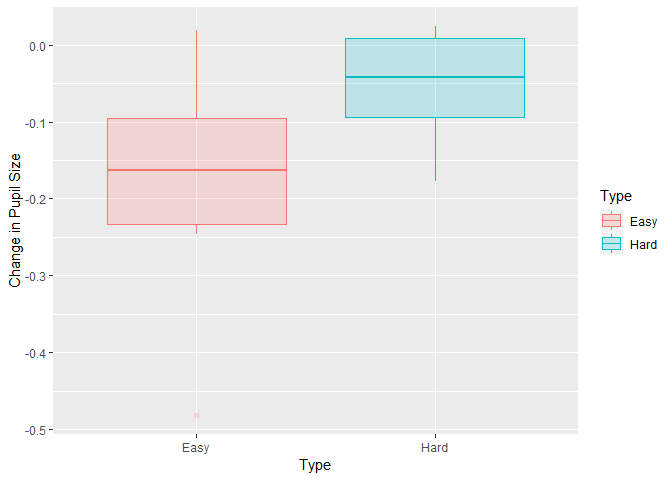 Change in Pupil Size
0.0
-0.1
-0.2
-0.3
-0.4
-0.5
Easy
Hard
Type
Type
Easy
Hard